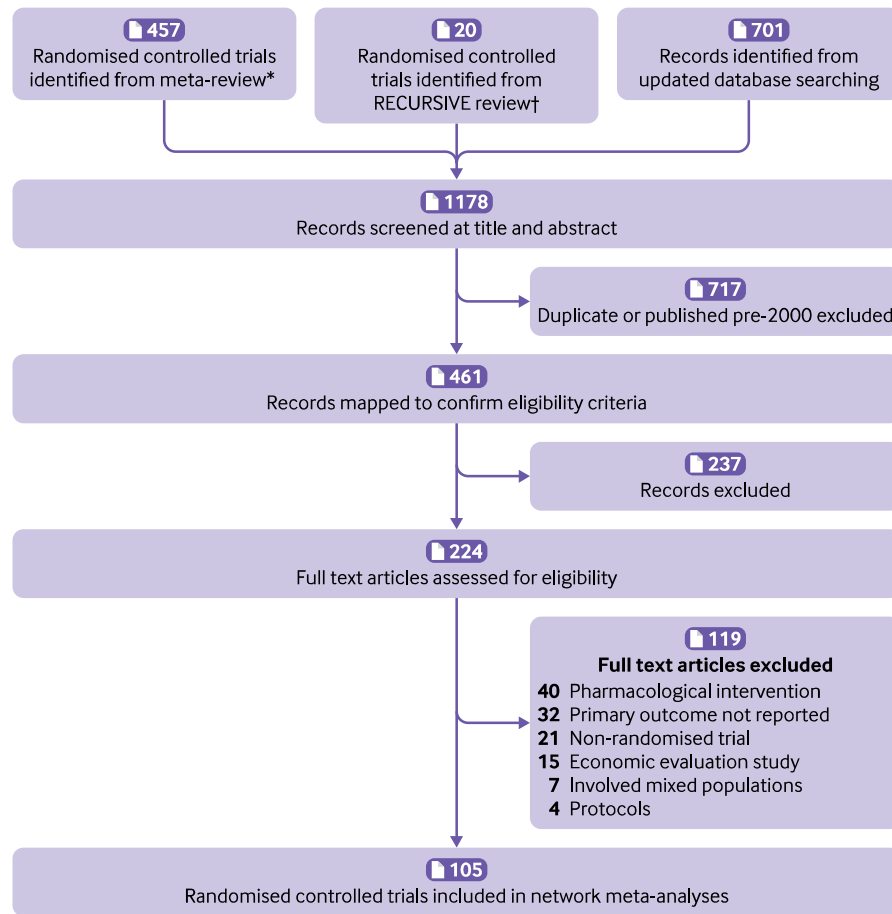 457
Randomised controlled trials
identified from meta-review*
20
Randomised controlled
trials identified from
RECURSIVE review†
701
Records identified from
updated database searching
1178
Records screened at title and abstract
717
Duplicate or published pre-2000 excluded
461
Records mapped to confirm eligibility criteria
237
Records excluded
224
Full text articles assessed for eligibility
119
Full text articles excluded
40 Pharmacological intervention
32 Primary outcome not reported
21 Non-randomised trial
15 Economic evaluation study
7 Involved mixed populations
4 Protocols
105
Randomised controlled trials included in network meta-analyses